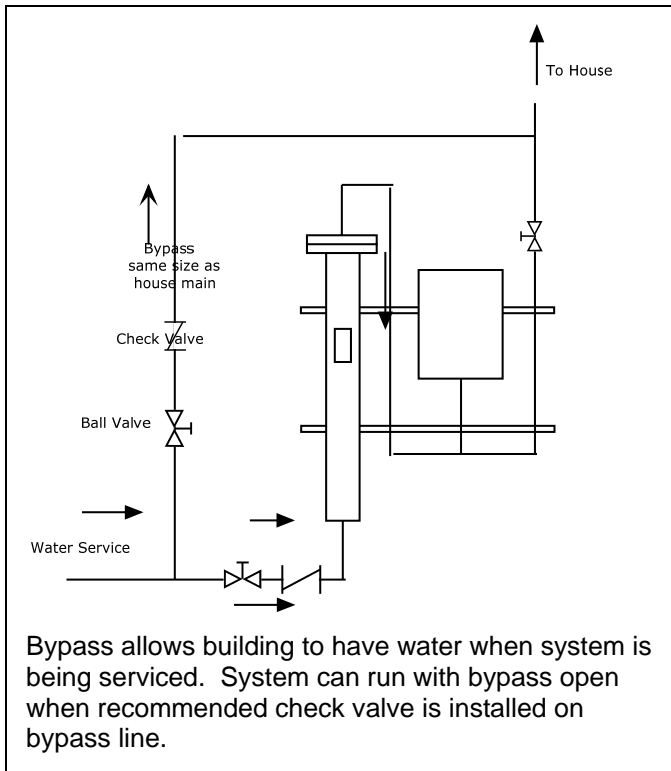 To House
Bypass
same size as
house main
Check Valve
Ball Valve
Water Service
Bypass allows building to have water when system is
being serviced.  System can run with bypass open
when recommended check valve is installed on
bypass line.